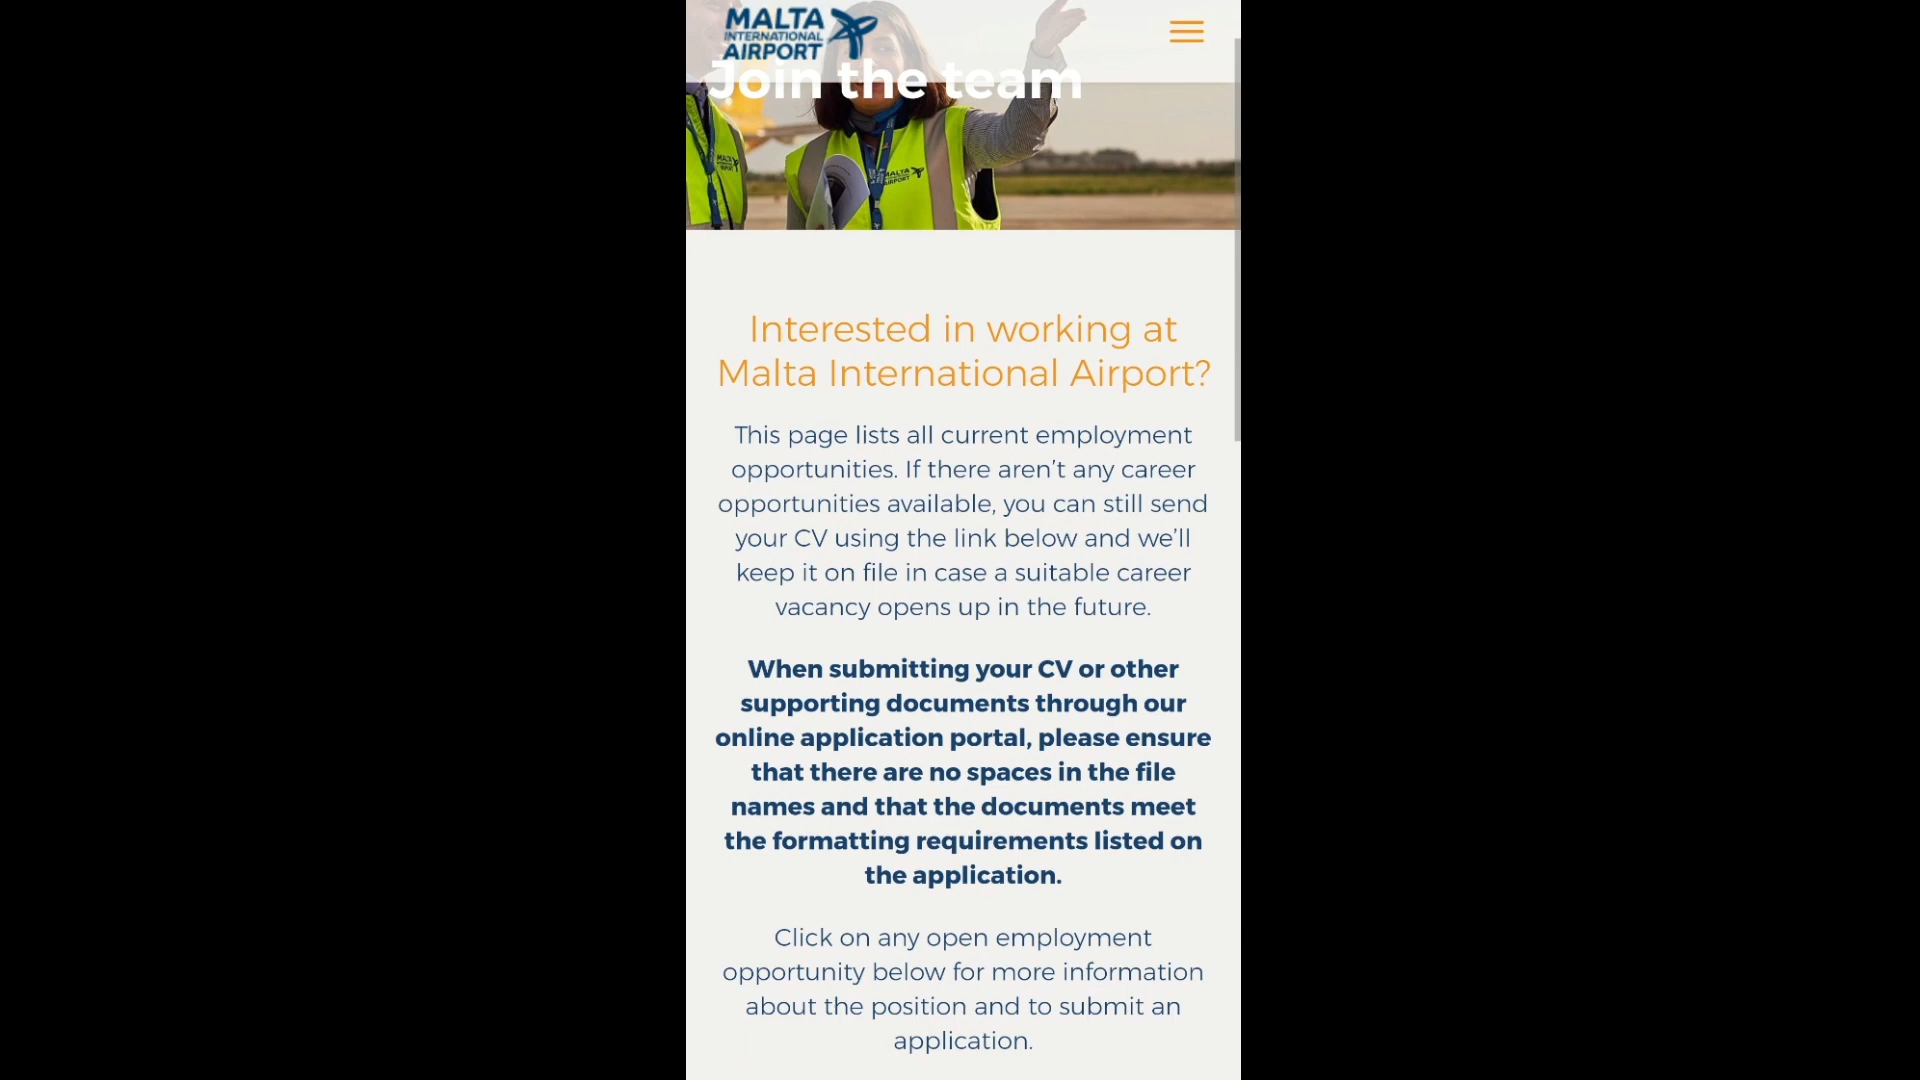 MALTA
INTERNATIONAL
AIRPORT
Join the team
MALTA
AIRPORT
Interested in working at
Malta International Airport?
This page lists all current employment
opportunities. If there aren’t any career
opportunities available, you can still send
your CV using the link below and we’ll
keep it on file in case a suitable career
vacancy opens up in the future.
When submitting your CV or other
supporting documents through our
online application portal, please ensure
that there are no spaces in the file
names and that the documents meet
the formatting requirements listed on
the application.
Click on any open employment
opportunity below for more information
about the position and to submit an
application.